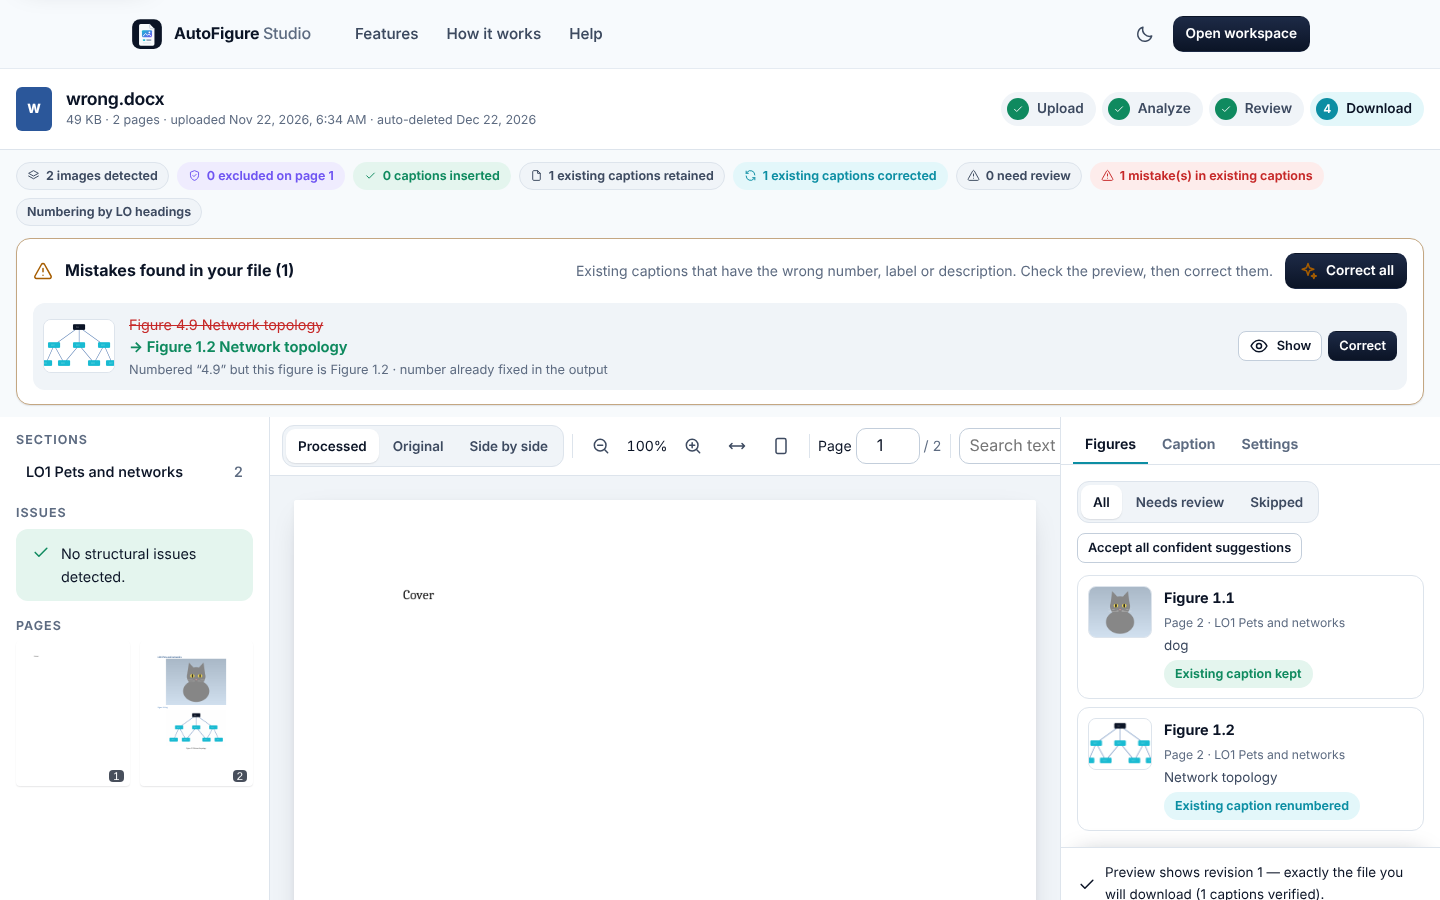 AutoFigure Studio
Features
How it works
Help
Open workspace
W
wrong.docx
49 KB · 2 pages · uploaded Nov 22, 2026, 6:34 AM · auto-deleted Dec 22, 2026
Upload
Analyze
Review
4 Download
2 images detected
0 excluded on page 1
0 captions inserted
1 existing captions retained
1 existing captions corrected
0 need review
1 mistake(s) in existing captions
Numbering by LO headings
Mistakes found in your file (1)
Existing captions that have the wrong number, label or description. Check the preview, then correct them.
Correct all
Figure 4.9 Network topology
→ Figure 1.2 Network topology
Numbered “4.9” but this figure is Figure 1.2 · number already fixed in the output
Show
Correct
SECTIONS
LO1 Pets and networks 2
ISSUES
No structural issues
detected.
PAGES
1
2
Processed
Original
Side by side
100%
Page 1 / 2
Search text
Cover
Figures
Caption
Settings
All
Needs review
Skipped
Accept all confident suggestions
Figure 1.1
Page 2 · LO1 Pets and networks
dog
Existing caption kept
Figure 1.2
Page 2 · LO1 Pets and networks
Network topology
Existing caption renumbered
Preview shows revision 1 — exactly the file you
will download (1 captions verified).